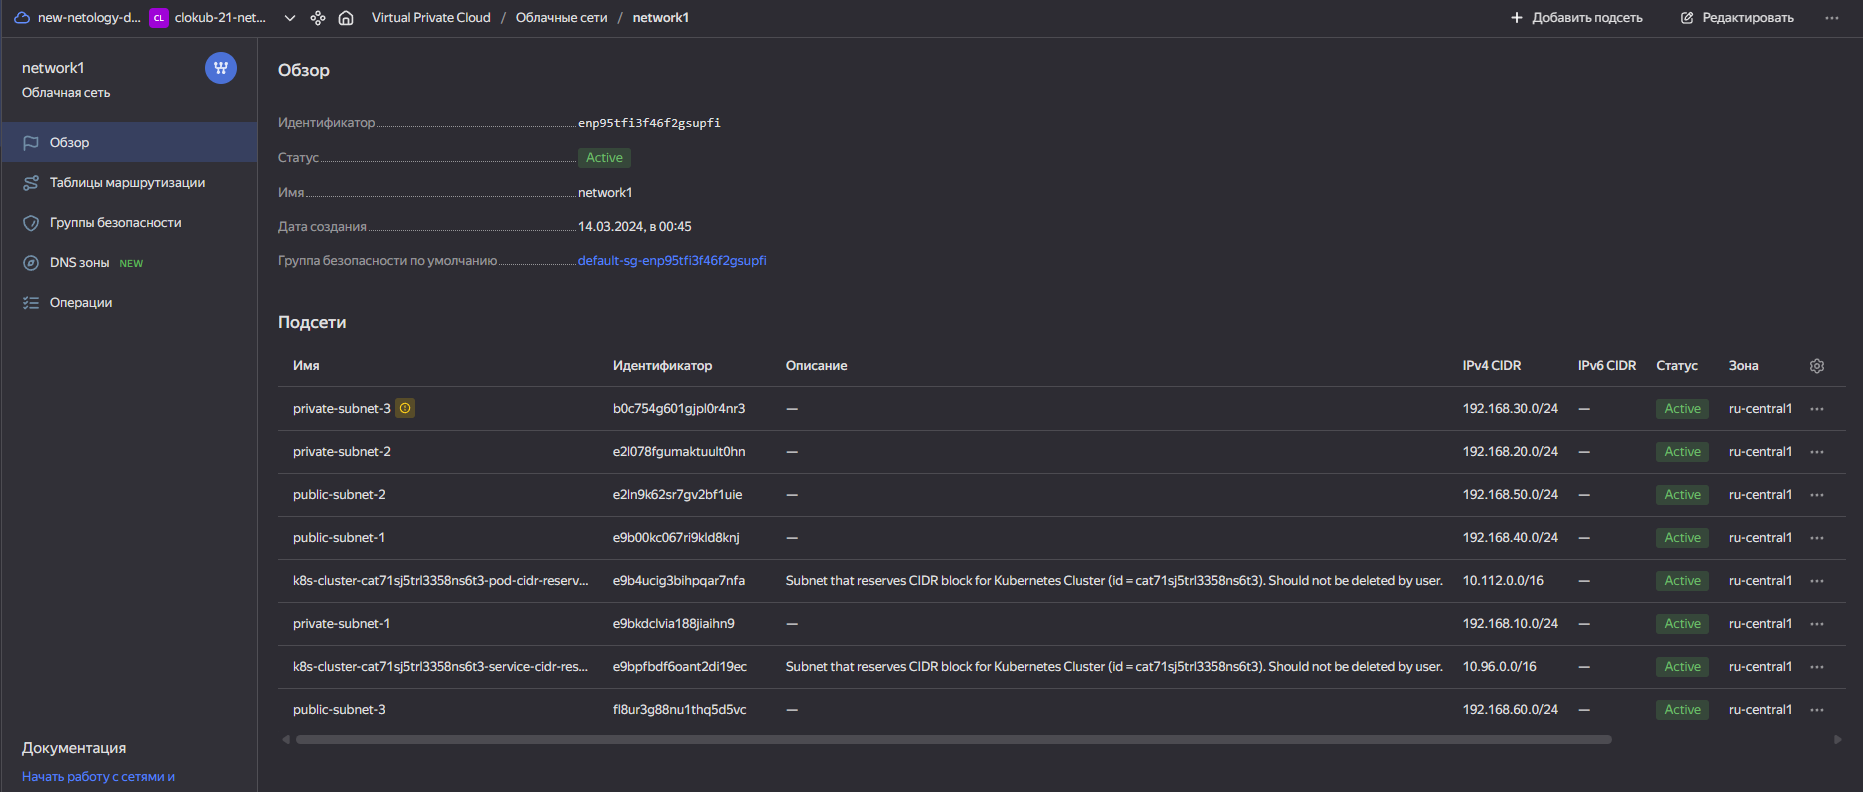 new-netology-d... CL clokub-21-net... Virtual Private Cloud / Облачные сети / network1 Добавить подсеть Редактировать
network1
Облачная сеть
Обзор
Таблицы маршрутизации
Группы безопасности
DNS зоны NEW
Операции
Документация
Начать работу с сетями и
Обзор
Идентификатор enp95tfi3f46f2gsupfi
Статус Active
Имя network1
Дата создания 14.03.2024, в 00:45
Группа безопасности по умолчанию default-sg-enp95tfi3f46f2gsupfi
Подсети
Имя Идентификатор Описание IPv4 CIDR IPv6 CIDR Статус Зона
private-subnet-3 b0c754g601gjpl0r4nr3 — 192.168.30.0/24 — Active ru-central1
private-subnet-2 e2l078fgumaktuult0hn — 192.168.20.0/24 — Active ru-central1
public-subnet-2 e2ln9k62sr7gv2bf1uie — 192.168.50.0/24 — Active ru-central1
public-subnet-1 e9b00kc067ri9kld8knj — 192.168.40.0/24 — Active ru-central1
k8s-cluster-cat71sj5trl3358ns6t3-pod-cidr-reserv... e9b4ucig3bihpqar7nfa Subnet that reserves CIDR block for Kubernetes Cluster (id = cat71sj5trl3358ns6t3). Should not be deleted by user. 10.112.0.0/16 — Active ru-central1
private-subnet-1 e9bkdclvia188jiaihn9 — 192.168.10.0/24 — Active ru-central1
k8s-cluster-cat71sj5trl3358ns6t3-service-cidr-res... e9bpfbdf6oant2di19ec Subnet that reserves CIDR block for Kubernetes Cluster (id = cat71sj5trl3358ns6t3). Should not be deleted by user. 10.96.0.0/16 — Active ru-central1
public-subnet-3 fl8ur3g88nu1thq5d5vc — 192.168.60.0/24 — Active ru-central1